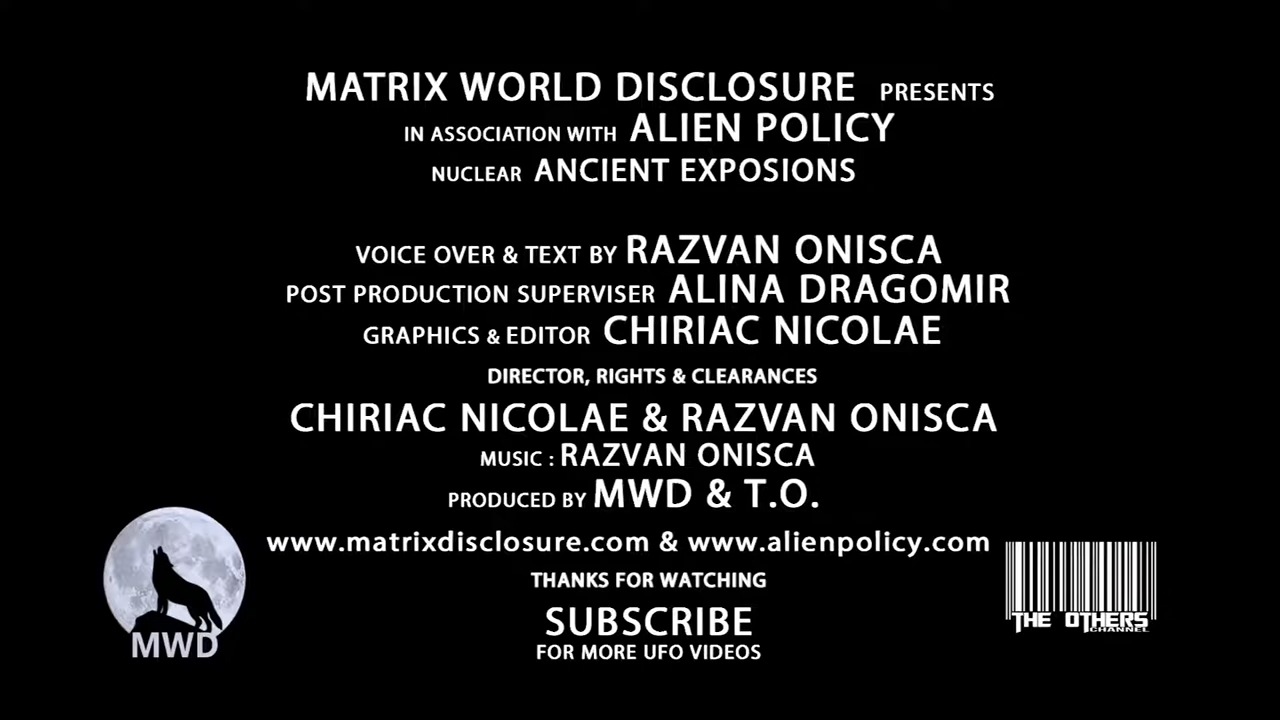 MATRIX WORLD DISCLOSURE PRESENTS
IN ASSOCIATION WITH ALIEN POLICY
NUCLEAR ANCIENT EXPOSIONS
VOICE OVER & TEXT BY RAZVAN ONISCA
POST PRODUCTION SUPERVISER ALINA DRAGOMIR
GRAPHICS & EDITOR CHIRIAC NICOLAE
DIRECTOR, RIGHTS & CLEARANCES
CHIRIAC NICOLAE & RAZVAN ONISCA
MUSIC : RAZVAN ONISCA
PRODUCED BY MWD & T.O.
www.matrixdisclosure.com & www.alienpolicy.com
THANKS FOR WATCHING
SUBSCRIBE
FOR MORE UFO VIDEOS
MWD
THE OTHERS
CHANNEL